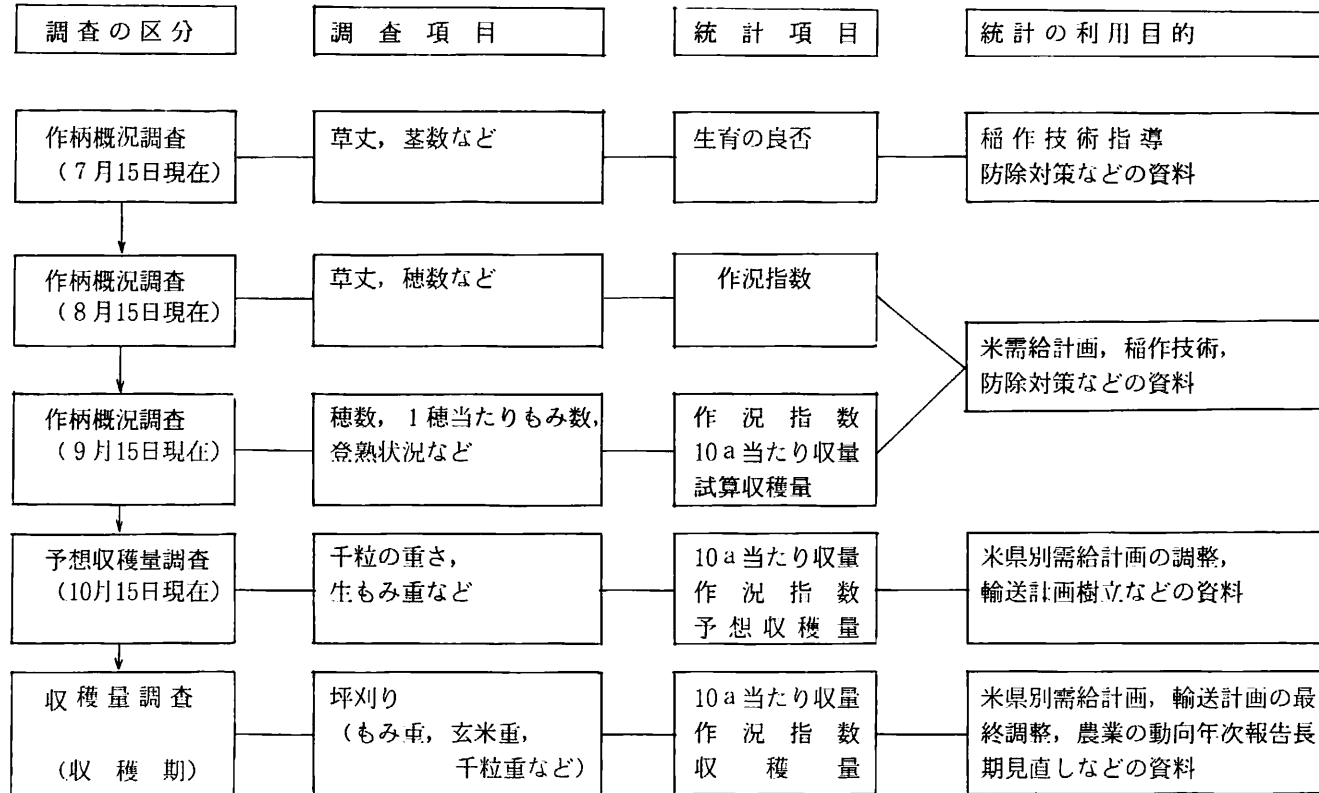 調査の区分
調査項目
統計項目
統計の利用目的
作柄概況調査
(7月15日現在)
草丈,茎数など
生育の良否
稲作技術指導
防除対策などの資料
作柄概況調査
(8月15日現在)
草丈,穂数など
作況指数
米需給計画,稲作技術,
防除対策などの資料
作柄概況調査
(9月15日現在)
穂数,1穂当たりもみ数,
登熟状況など
作況指数
10a当たり収量
試算収穫量
予想収穫量調査
(10月15日現在)
千粒の重さ,
生もみ重など
10a当たり収量
作況指数
予想収穫量
米県別需給計画の調整,
輸送計画樹立などの資料
収穫量調査
(収穫期)
坪刈り
(もみ重,玄米重,
千粒重など)
10a当たり収量
作況指数
収穫量
米県別需給計画,輸送計画の最
終調整,農業の動向年次報告長
期見直しなどの資料